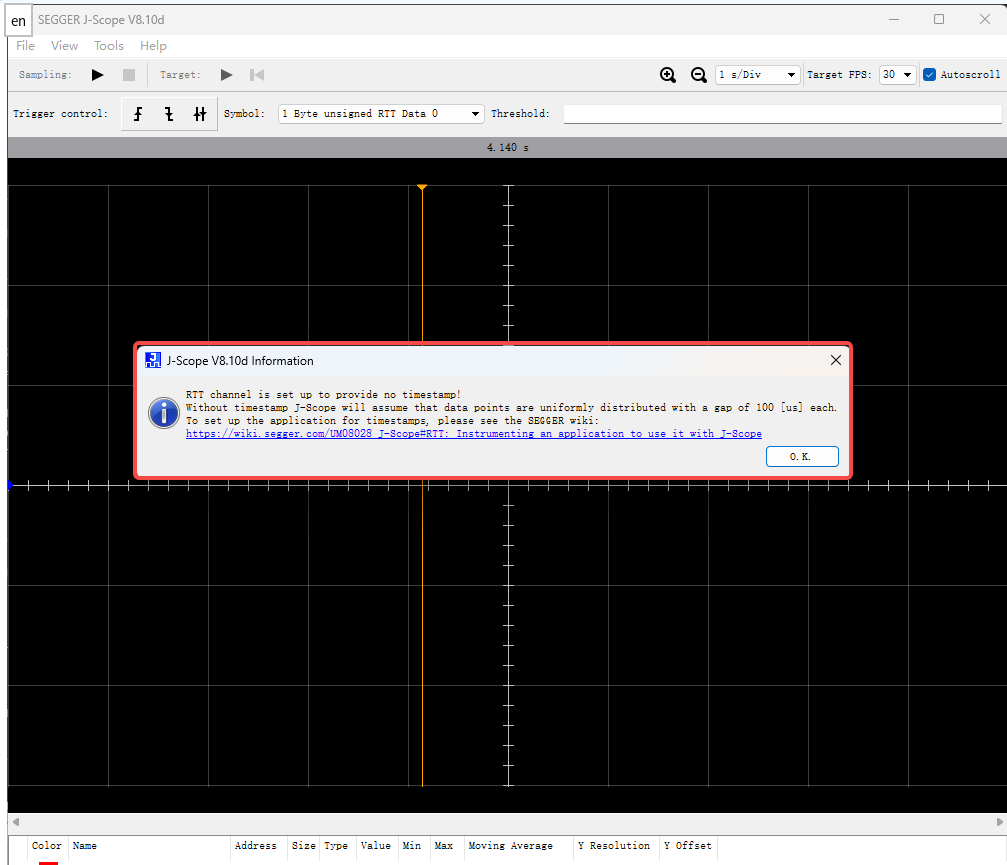 en
SEGGER J-Scope V8.10d
File View Tools Help
Sampling: Target: 1 s/Div Target FPS: 30 Autoscroll
Trigger control: Symbol: 1 Byte unsigned RTT Data 0 Threshold:
4.140 s
J-Scope V8.10d Information
RTT channel is set up to provide no timestamp!
Without timestamp J-Scope will assume that data points are uniformly distributed with a gap of 100 [us] each.
To set up the application for timestamps, please see the SEGGER wiki:
https://wiki.segger.com/UM08028_J-Scope#RTT:_Instrumenting_an_application_to_use_it_with_J-Scope
O.K.
Color Name Address Size Type Value Min Max Moving Average Y Resolution Y Offset